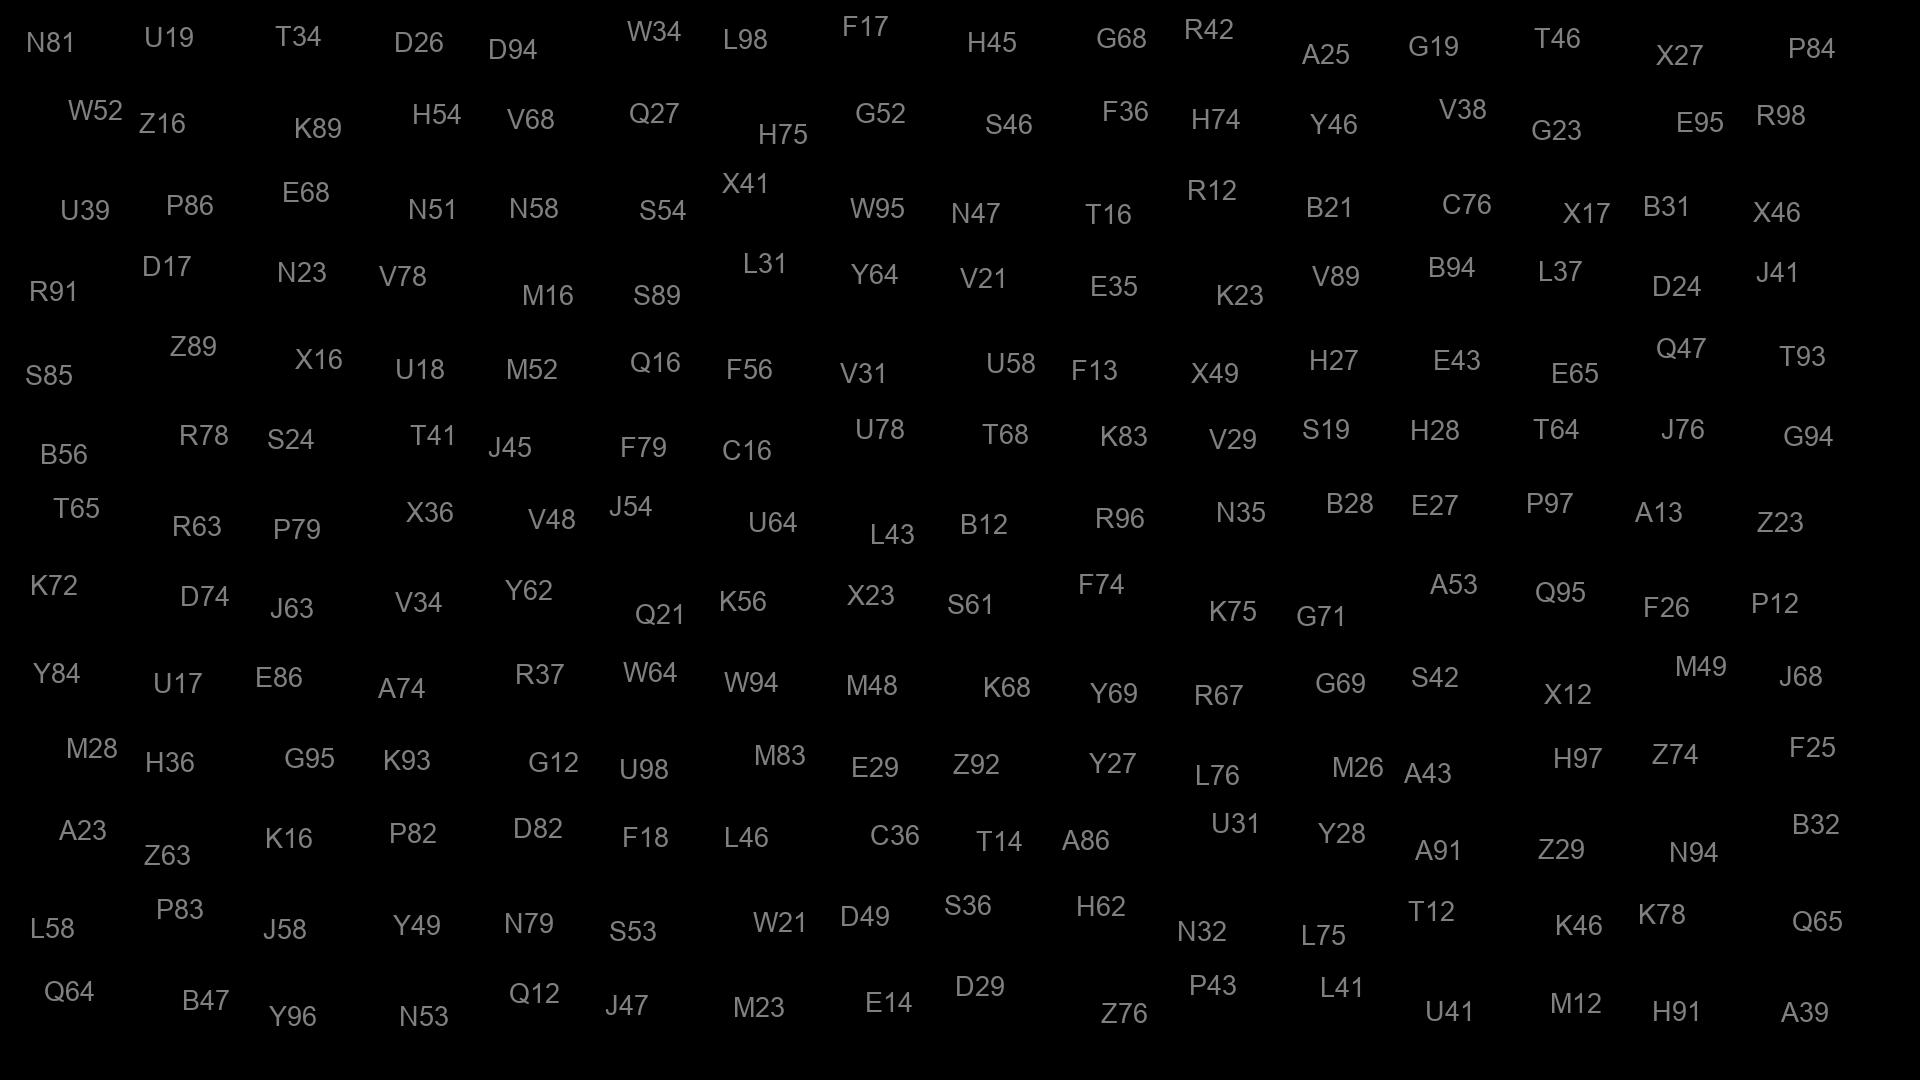 N81 U19 T34 D26 D94 W34 L98 F17 H45 G68 R42 A25 G19 T46 X27 P84
W52 Z16 K89 H54 V68 Q27 H75 G52 S46 F36 H74 Y46 V38 G23 E95 R98
U39 P86 E68 N51 N58 S54 X41 W95 N47 T16 R12 B21 C76 X17 B31 X46
R91 D17 N23 V78 M16 S89 L31 Y64 V21 E35 K23 V89 B94 L37 D24 J41
S85 Z89 X16 U18 M52 Q16 F56 V31 U58 F13 X49 H27 E43 E65 Q47 T93
B56 R78 S24 T41 J45 F79 C16 U78 T68 K83 V29 S19 H28 T64 J76 G94
T65 R63 P79 X36 V48 J54 U64 L43 B12 R96 N35 B28 E27 P97 A13 Z23
K72 D74 J63 V34 Y62 Q21 K56 X23 S61 F74 K75 G71 A53 Q95 F26 P12
Y84 U17 E86 A74 R37 W64 W94 M48 K68 Y69 R67 G69 S42 X12 M49 J68
M28 H36 G95 K93 G12 U98 M83 E29 Z92 Y27 L76 M26 A43 H97 Z74 F25
A23 Z63 K16 P82 D82 F18 L46 C36 T14 A86 U31 Y28 A91 Z29 N94 B32
L58 P83 J58 Y49 N79 S53 W21 D49 S36 H62 N32 L75 T12 K46 K78 Q65
Q64 B47 Y96 N53 Q12 J47 M23 E14 D29 Z76 P43 L41 U41 M12 H91 A39